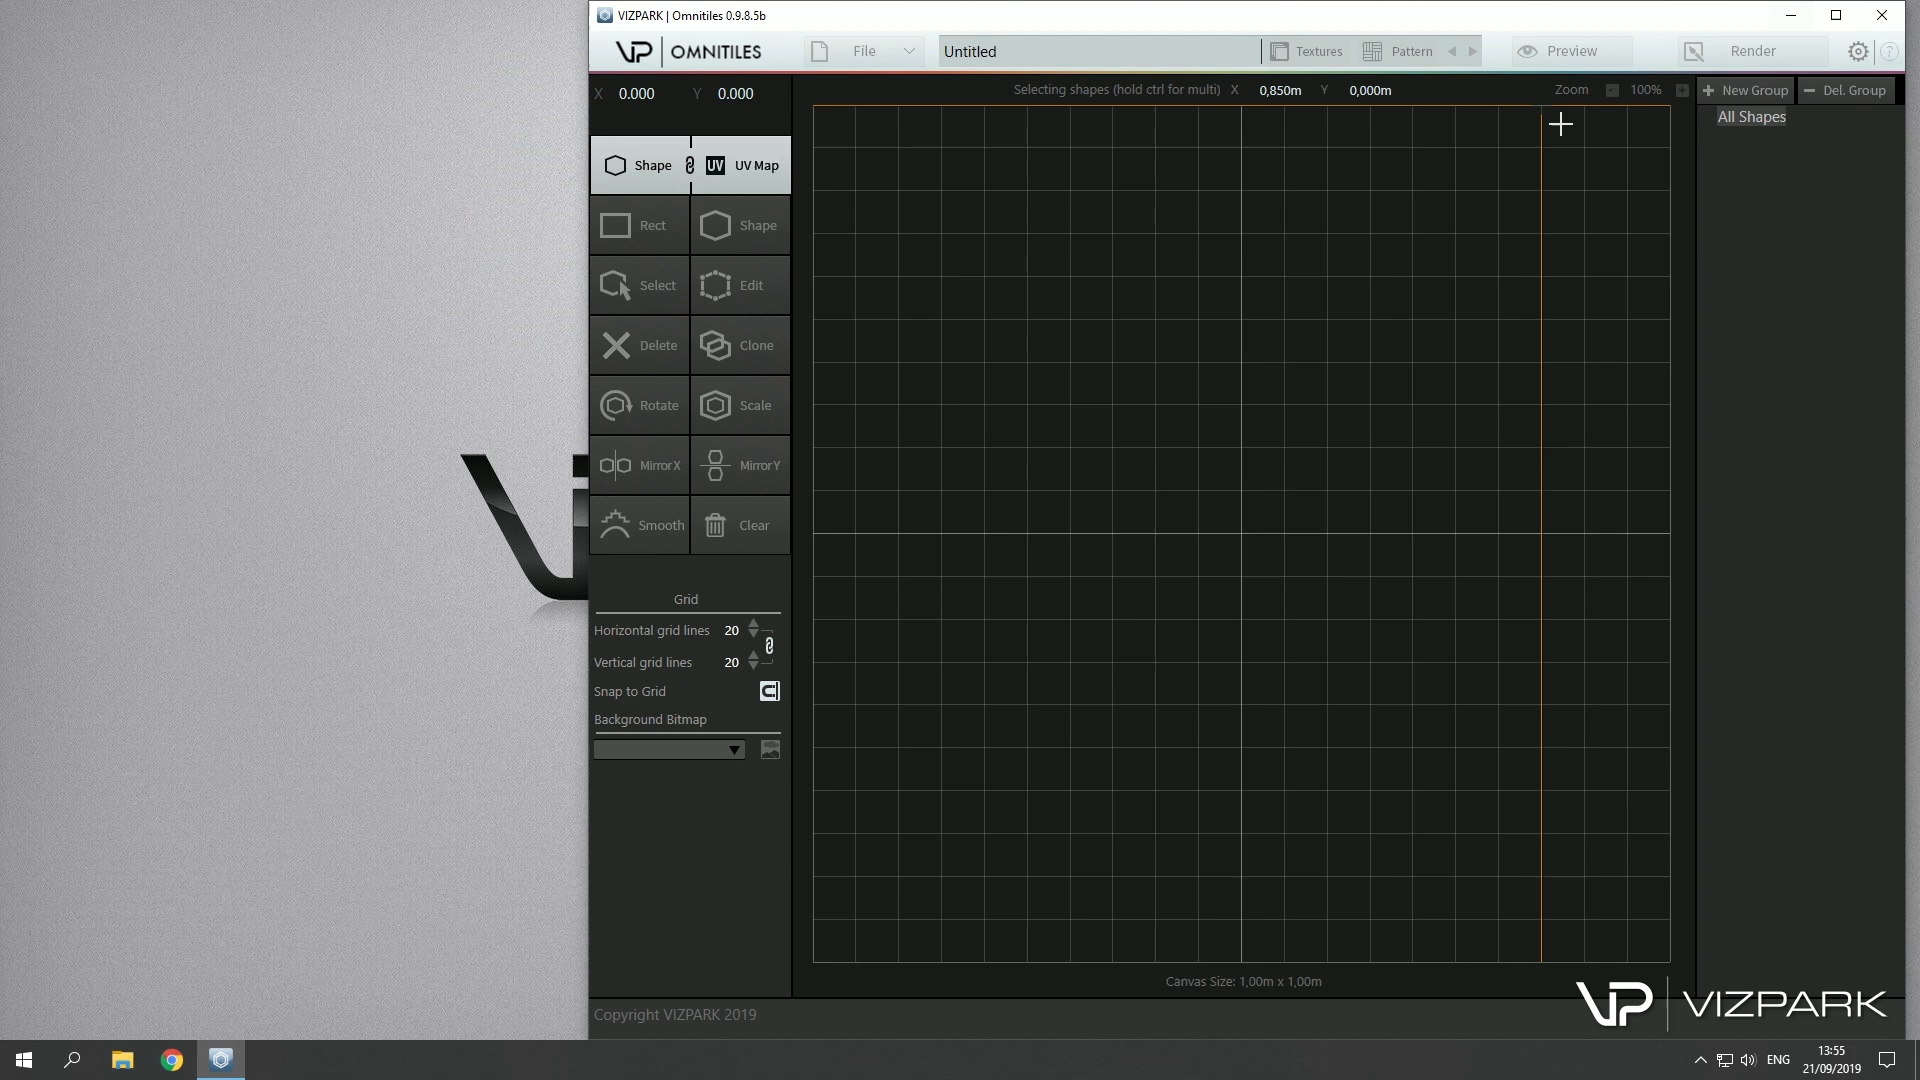 VIZPARK | Omnitiles 0.9.8.5b
VP OMNITILES File Untitled Textures Pattern Preview Render ?
X 0.000 Y 0.000
Selecting shapes (hold ctrl for multi) X 0,850m Y 0,000m Zoom - 100% +
+ New Group - Del. Group
All Shapes
Shape UV UV Map
Rect Shape
Select Edit
Delete Clone
Rotate Scale
MirrorX MirrorY
Smooth Clear
Vi
Grid
Horizontal grid lines 20
Vertical grid lines 20
Snap to Grid
Background Bitmap
Canvas Size: 1,00m x 1,00m
VP VIZPARK
Copyright VIZPARK 2019
ENG
13:55
21/09/2019